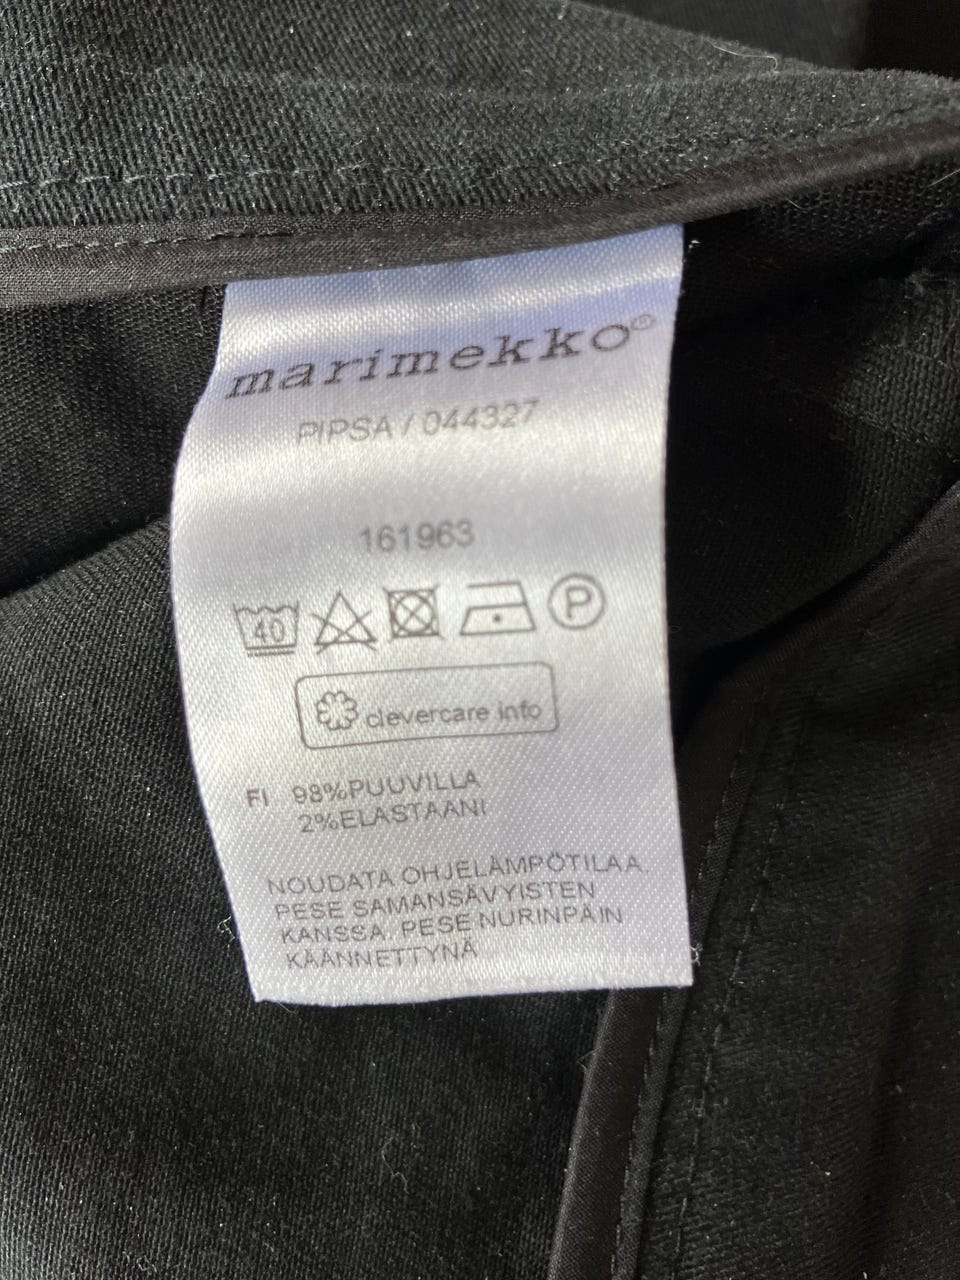 marimekko®
PIPSA / 044327
161963
40 P
clevercare info
FI 98%PUUVILLA
2%ELASTAANI
NOUDATA OHJELÄMPÖTILAA.
PESE SAMANSÄVYISTEN
KANSSA. PESE NURINPÄIN
KÄÄNNETTYNÄ